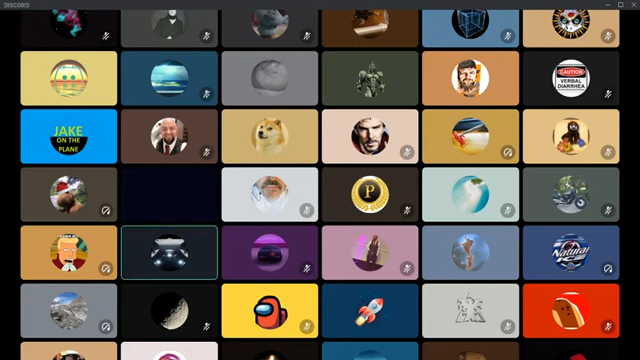 DISCORD
CAUTION
VERBAL
DIARRHEA
JAKE
ON THE
PLANE
P
Natural